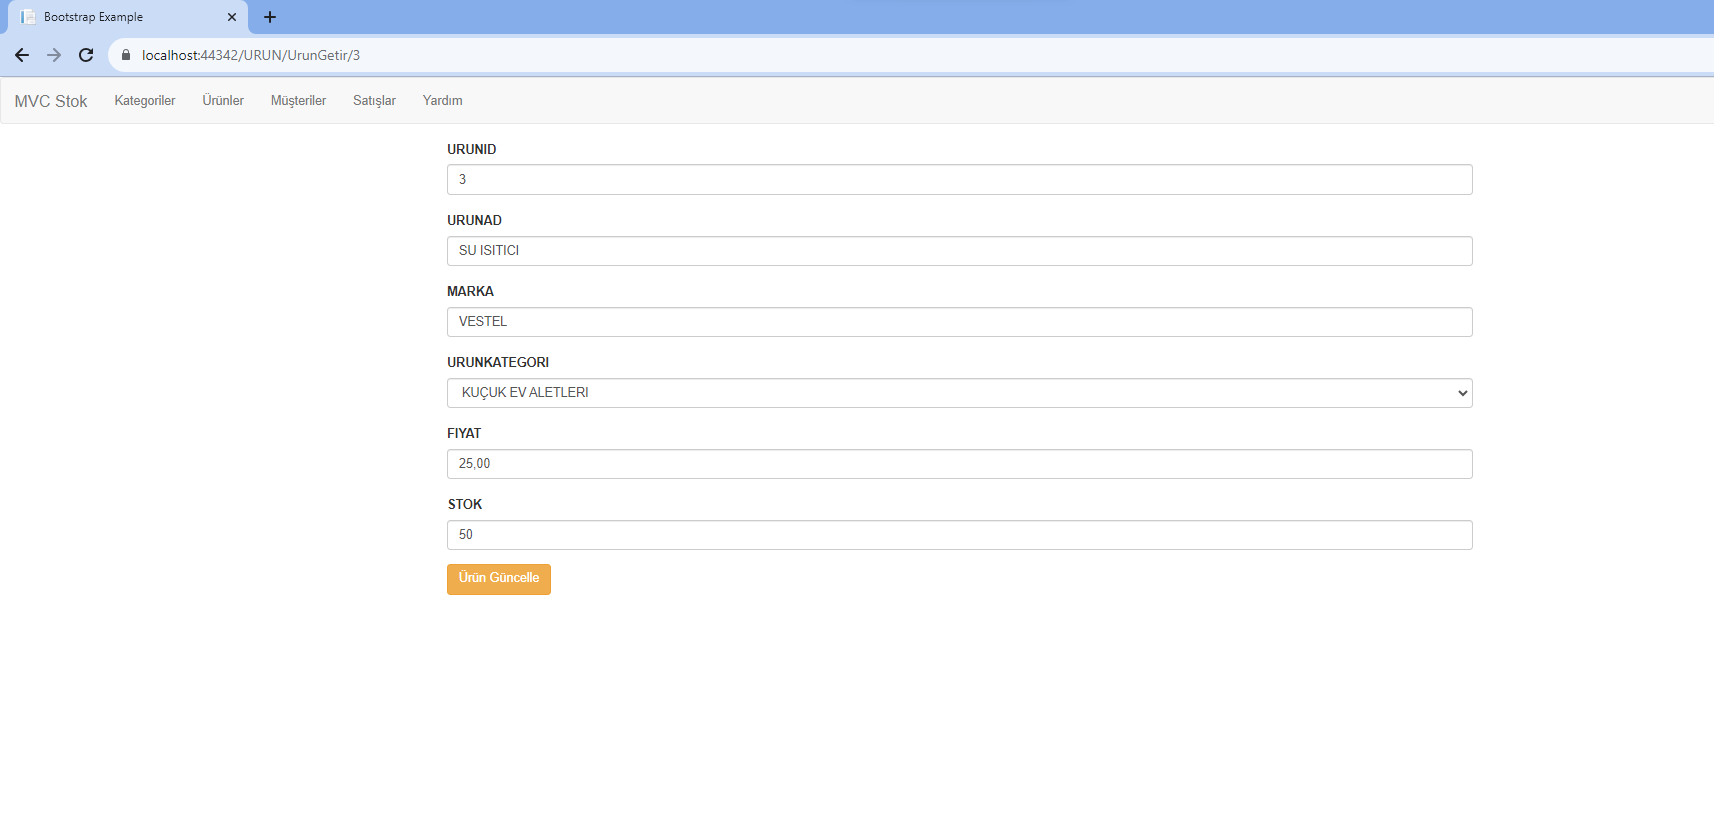 Bootstrap Example
localhost:44342/URUN/UrunGetir/3
MVC Stok Kategoriler Ürünler Müşteriler Satışlar Yardım
URUNID
3
URUNAD
SU ISITICI
MARKA
VESTEL
URUNKATEGORI
KUÇUK EV ALETLERI
FIYAT
25,00
STOK
50
Ürün Güncelle